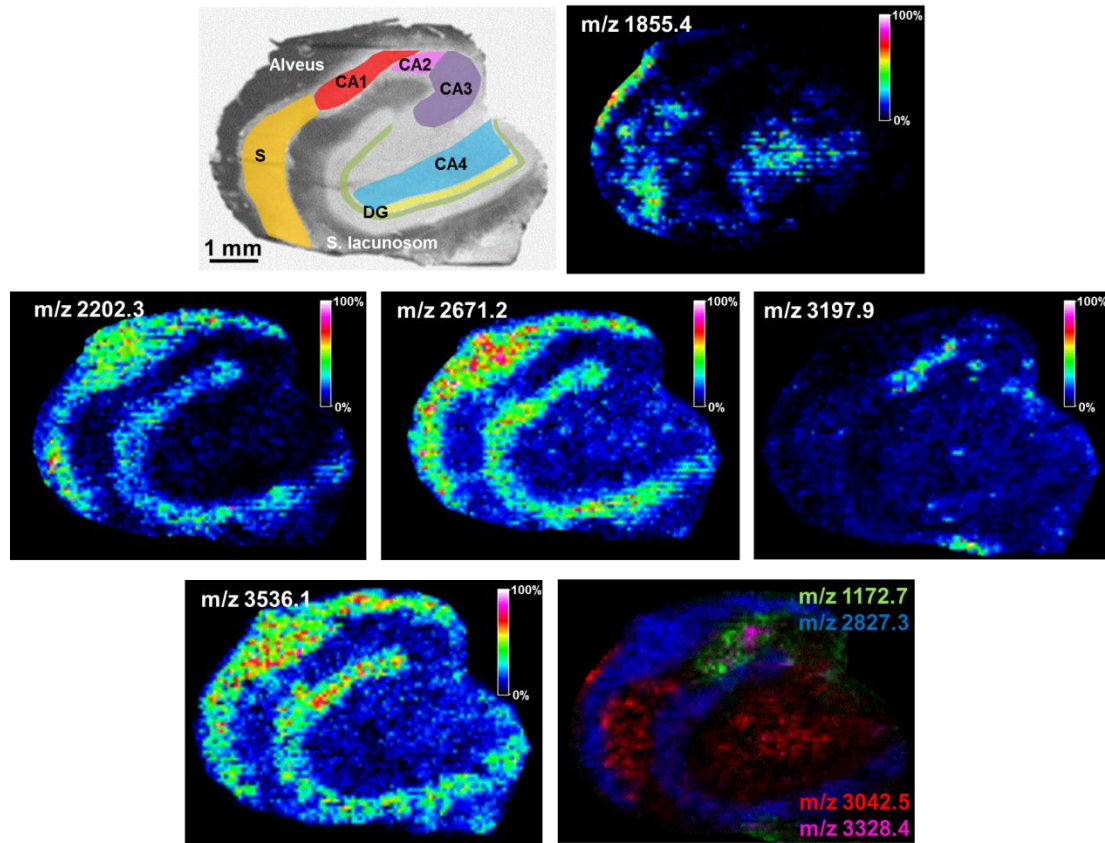 Alveus
CA1
CA2
CA3
S
CA4
DG
S. lacunosom
1 mm
m/z 1855.4
100%
0%
m/z 2202.3
100%
0%
m/z 2671.2
100%
0%
m/z 3197.9
100%
0%
m/z 3536.1
100%
0%
m/z 1172.7
m/z 2827.3
m/z 3042.5
m/z 3328.4